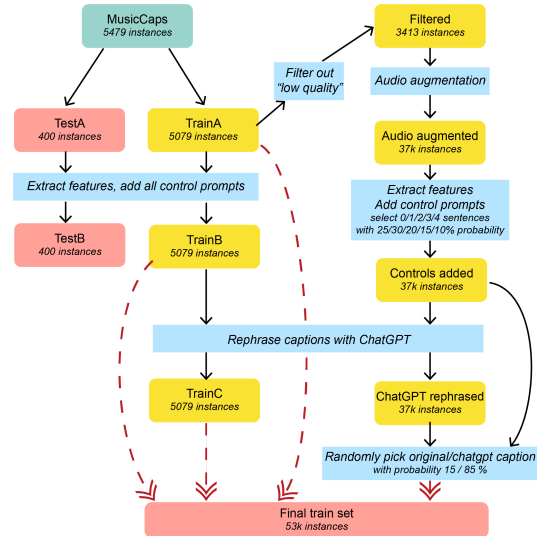 MusicCaps
5479 instances
Filtered
3413 instances
Filter out
“low quality”
Audio augmentation
TestA
400 instances
TrainA
5079 instances
Audio augmented
37k instances
Extract features, add all control prompts
Extract features
Add control prompts
select 0/1/2/3/4 sentences
with 25/30/20/15/10% probability
TestB
400 instances
TrainB
5079 instances
Controls added
37k instances
Rephrase captions with ChatGPT
TrainC
5079 instances
ChatGPT rephrased
37k instances
Randomly pick original/chatgpt caption
with probability 15 / 85 %
Final train set
53k instances